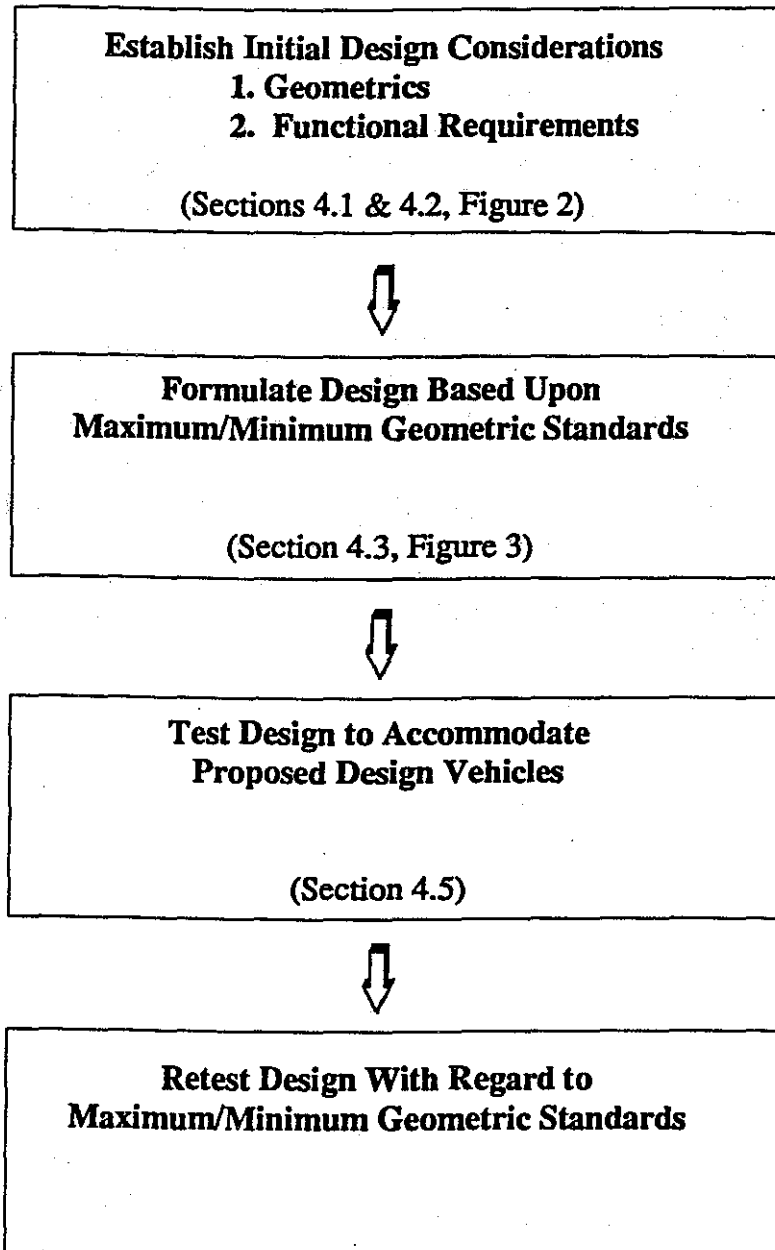 Establish Initial Design Considerations
1. Geometrics
2. Functional Requirements
(Sections 4.1 & 4.2, Figure 2)
Formulate Design Based Upon
Maximum/Minimum Geometric Standards
(Section 4.3, Figure 3)
Test Design to Accommodate
Proposed Design Vehicles
(Section 4.5)
Retest Design With Regard to
Maximum/Minimum Geometric Standards